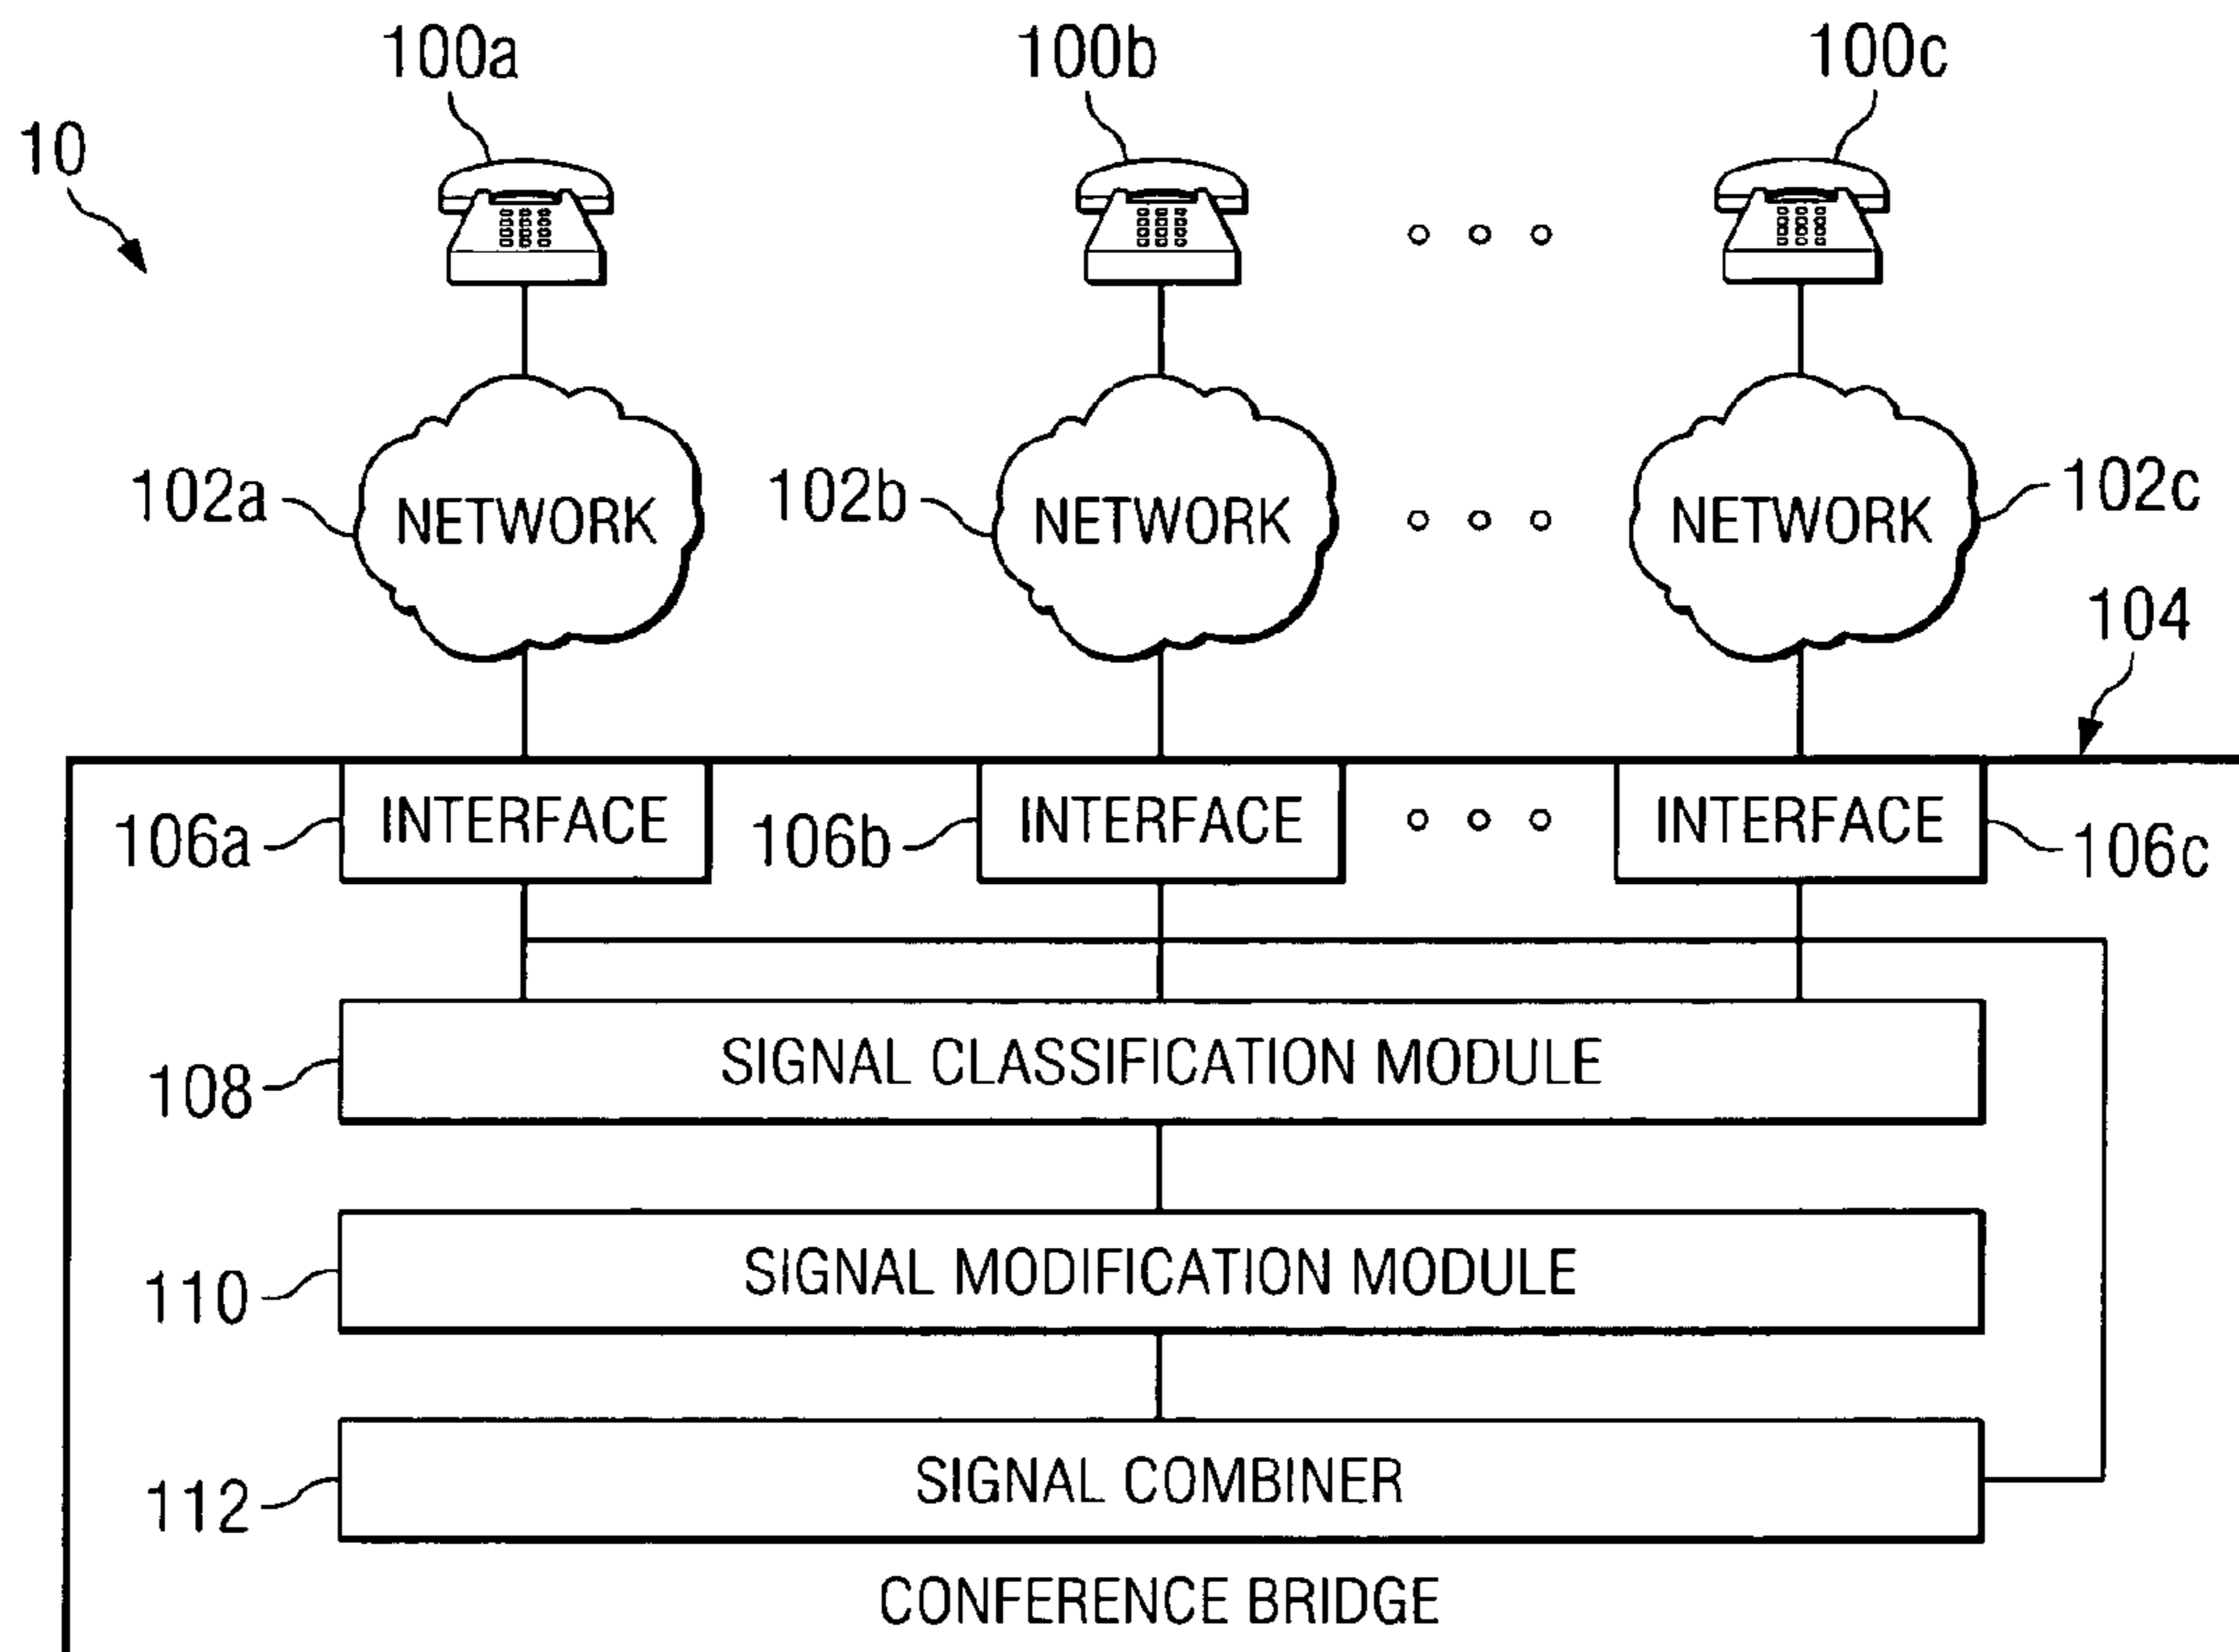 100a 100b 100c
10
102a NETWORK 102b NETWORK NETWORK 102c
104
106a INTERFACE 106b INTERFACE INTERFACE 106c
108 SIGNAL CLASSIFICATION MODULE
110 SIGNAL MODIFICATION MODULE
112 SIGNAL COMBINER
CONFERENCE BRIDGE